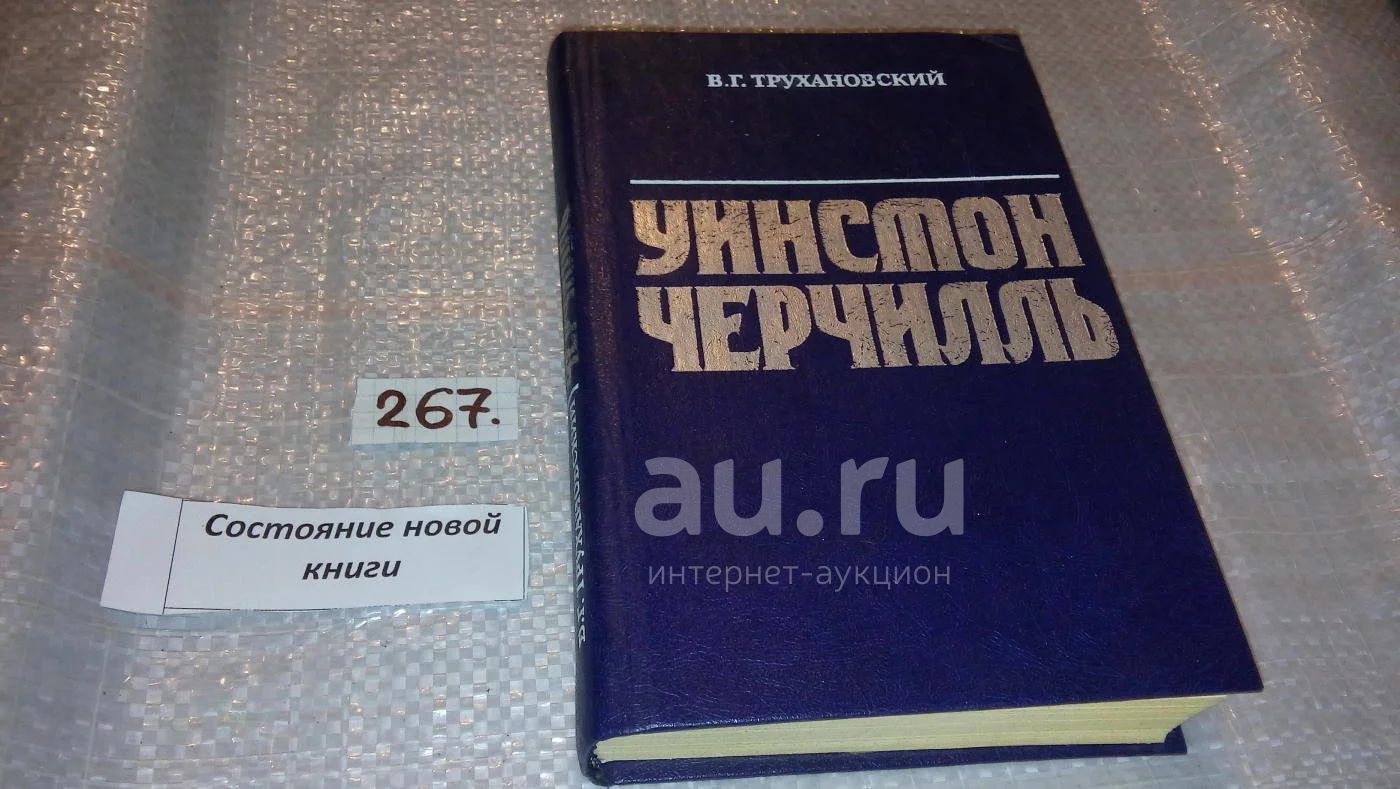 В.Г. ТРУХАНОВСКИЙ
УИНСТОН
ЧЕРЧИЛЛЬ
267.
Состояние новой
книги
au.ru
интернет-аукцион